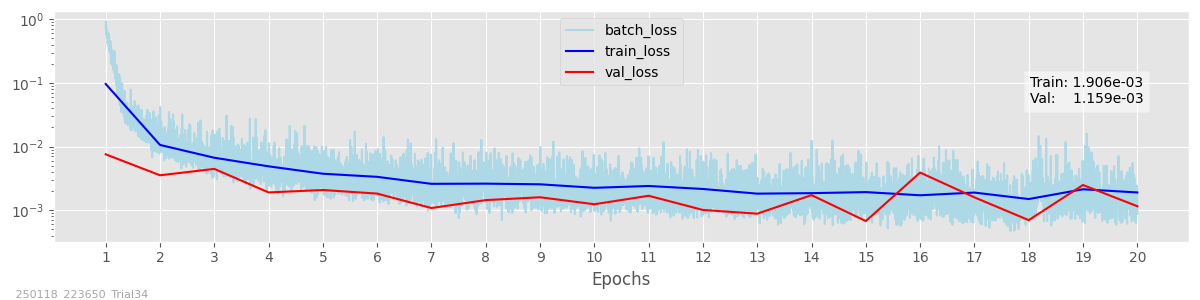 10⁰
10⁻¹
10⁻²
10⁻³
batch_loss
train_loss
val_loss
Train: 1.906e-03
Val: 1.159e-03
1 2 3 4 5 6 7 8 9 10 11 12 13 14 15 16 17 18 19 20
Epochs
250118_223650_Trial34